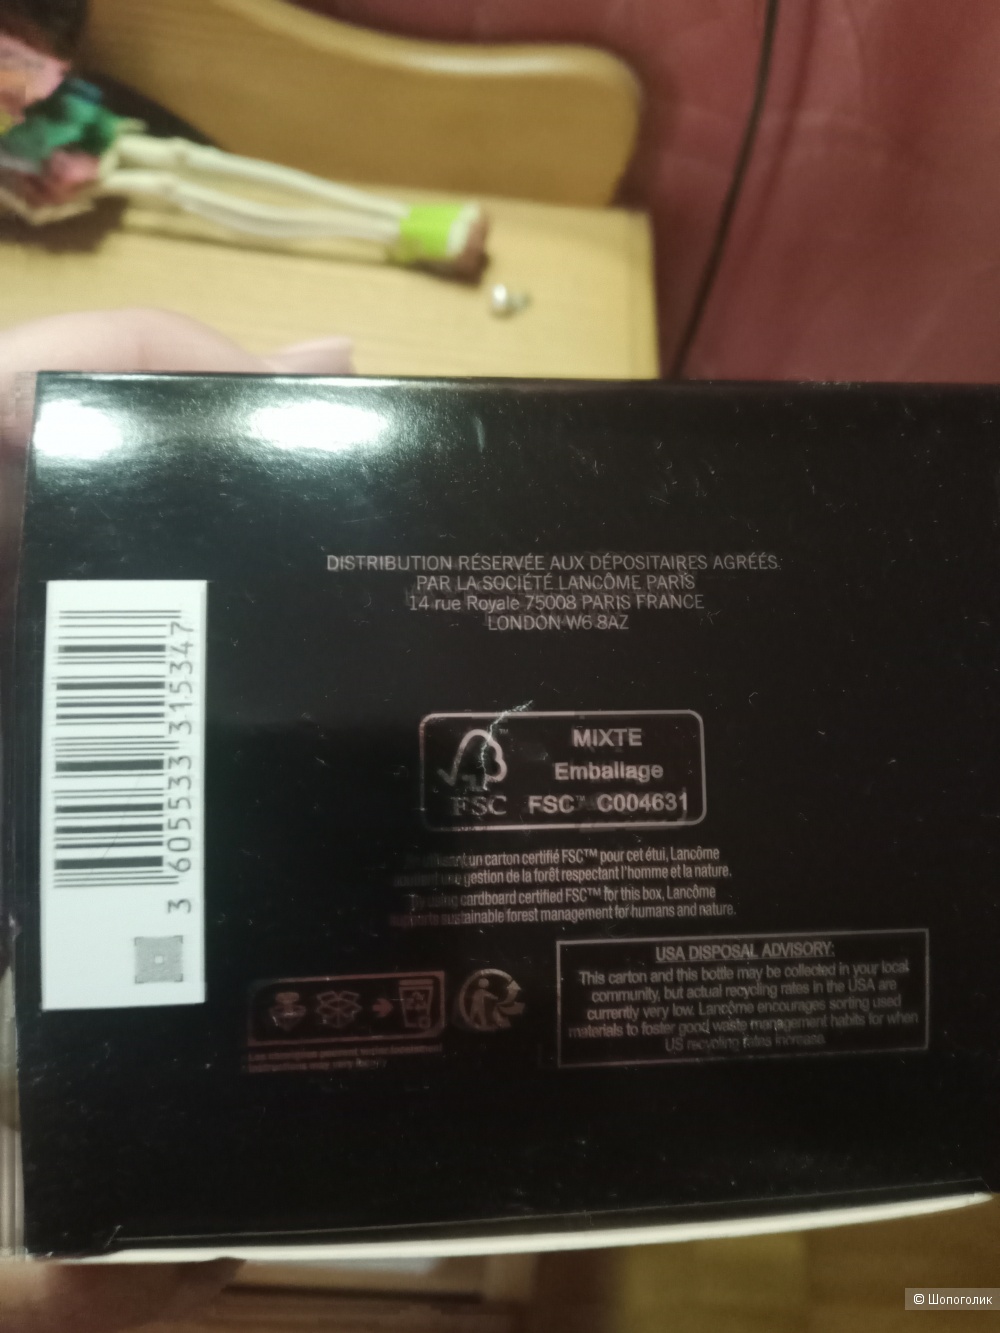 DISTRIBUTION RÉSERVÉE AUX DÉPOSITAIRES AGRÉÉS
PAR LA SOCIÉTÉ LANCÔME PARIS
14 rue Royale 75008 PARIS FRANCE
LONDON W6 8AZ
3 605533 315347
MIXTE
Emballage
FSC FSC™ C004631
un carton certifié FSC™ pour cet étui, Lancôme
une gestion de la forêt respectant l'homme et la nature.
By using cardboard certified FSC™ for this box, Lancôme
sustainable forest management for humans and nature.
USA DISPOSAL ADVISORY:
This carton and this bottle may be collected in your local
community, but actual recycling rates in the USA are
currently very low. Lancôme encourages sorting used
materials to foster good waste management habits for when
US recycling rates increase.
© Шопоголик